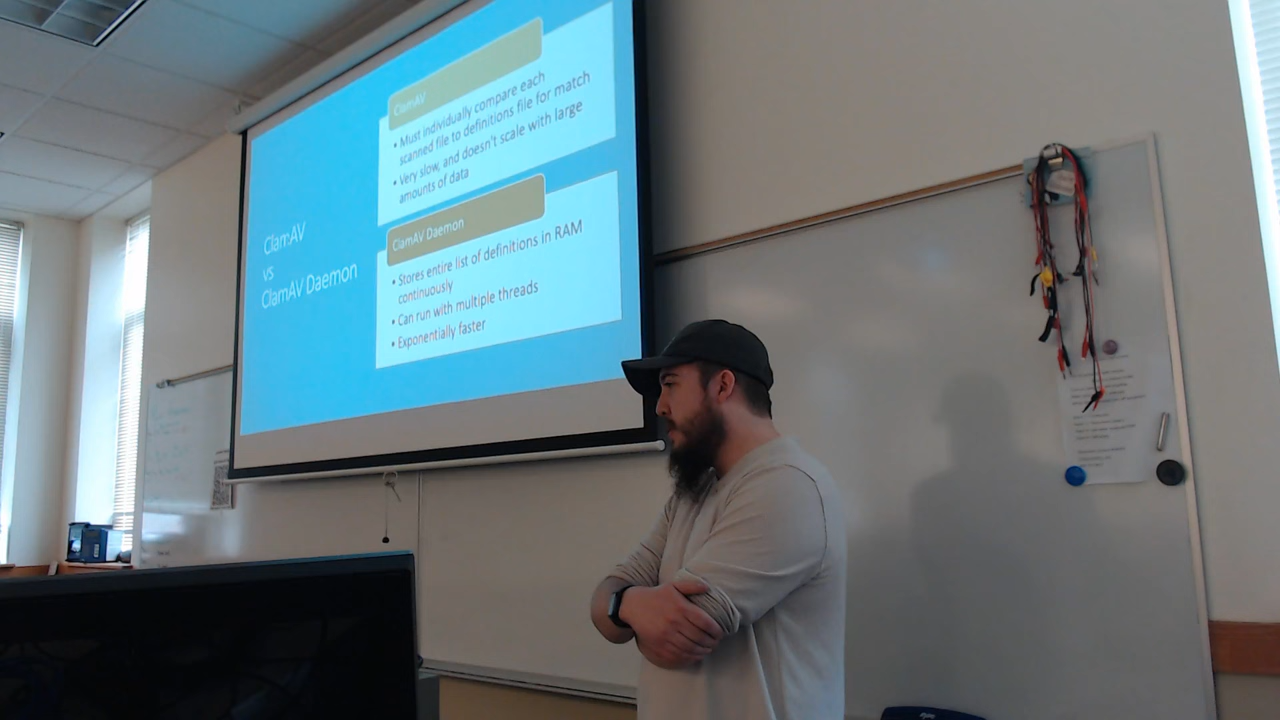 ClamAV
vs
ClamAV Daemon
ClamAV
• Must individually compare each
scanned file to definitions file for match
• Very slow, and doesn't scale with large
amounts of data
ClamAV Daemon
• Stores entire list of definitions in RAM
continuously
• Can run with multiple threads
• Exponentially faster